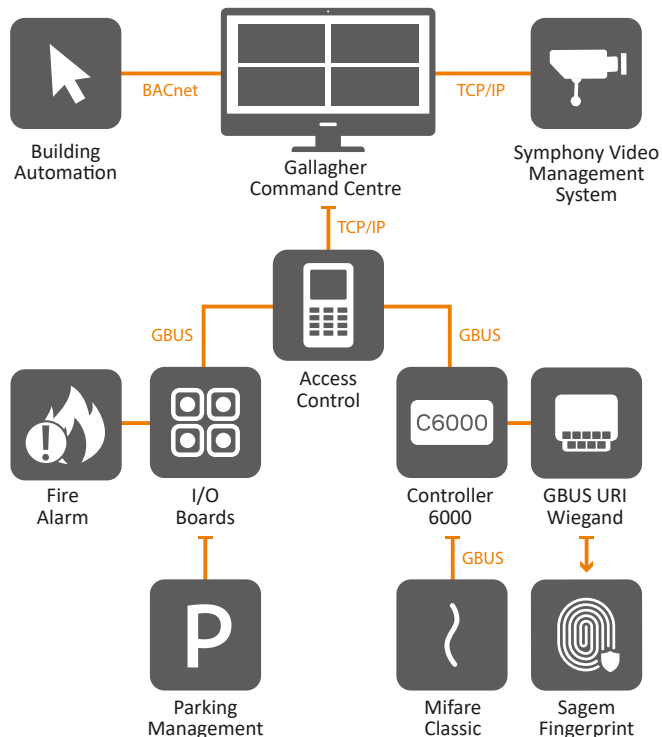 BACnet
TCP/IP
Building
Automation
Gallagher
Command Centre
Symphony Video
Management
System
TCP/IP
GBUS
GBUS
Access
Control
C6000
Fire
Alarm
I/O
Boards
Controller
6000
GBUS URI
Wiegand
GBUS
P
Parking
Management
Mifare
Classic
Sagem
Fingerprint